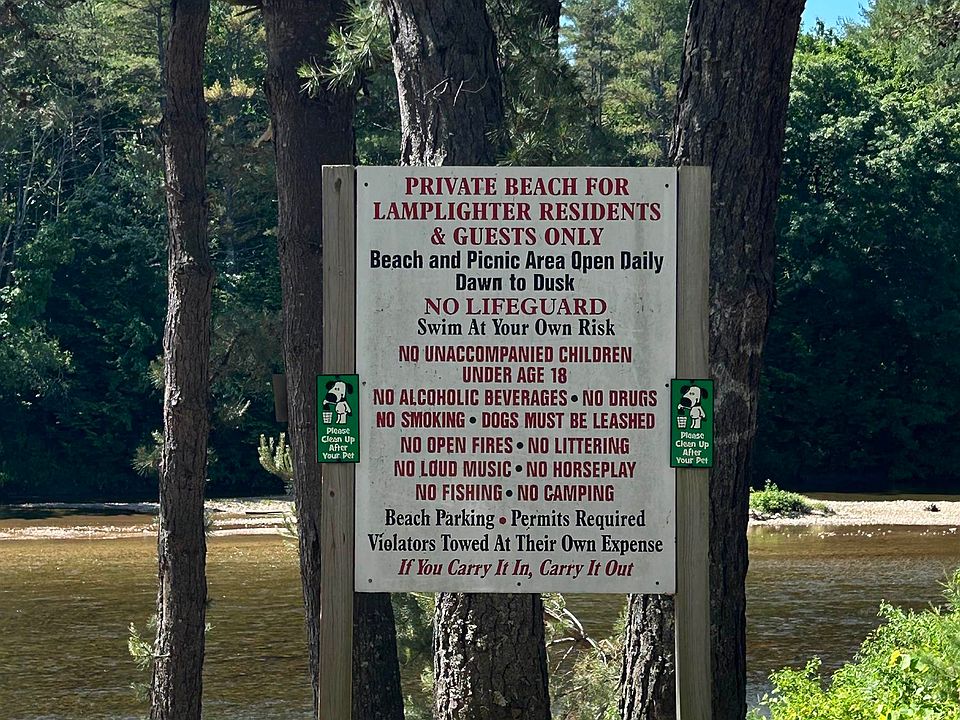 PRIVATE BEACH FOR
LAMPLIGHTER RESIDENTS
& GUESTS ONLY
Beach and Picnic Area Open Daily
Dawn to Dusk
NO LIFEGUARD
Swim At Your Own Risk
NO UNACCOMPANIED CHILDREN
UNDER AGE 18
NO ALCOHOLIC BEVERAGES • NO DRUGS
NO SMOKING • DOGS MUST BE LEASHED
NO OPEN FIRES • NO LITTERING
NO LOUD MUSIC • NO HORSEPLAY
NO FISHING • NO CAMPING
Beach Parking • Permits Required
Violators Towed At Their Own Expense
If You Carry It In, Carry It Out
Please
Clean Up
After
Your Pet
Please
Clean Up
After
Your Pet